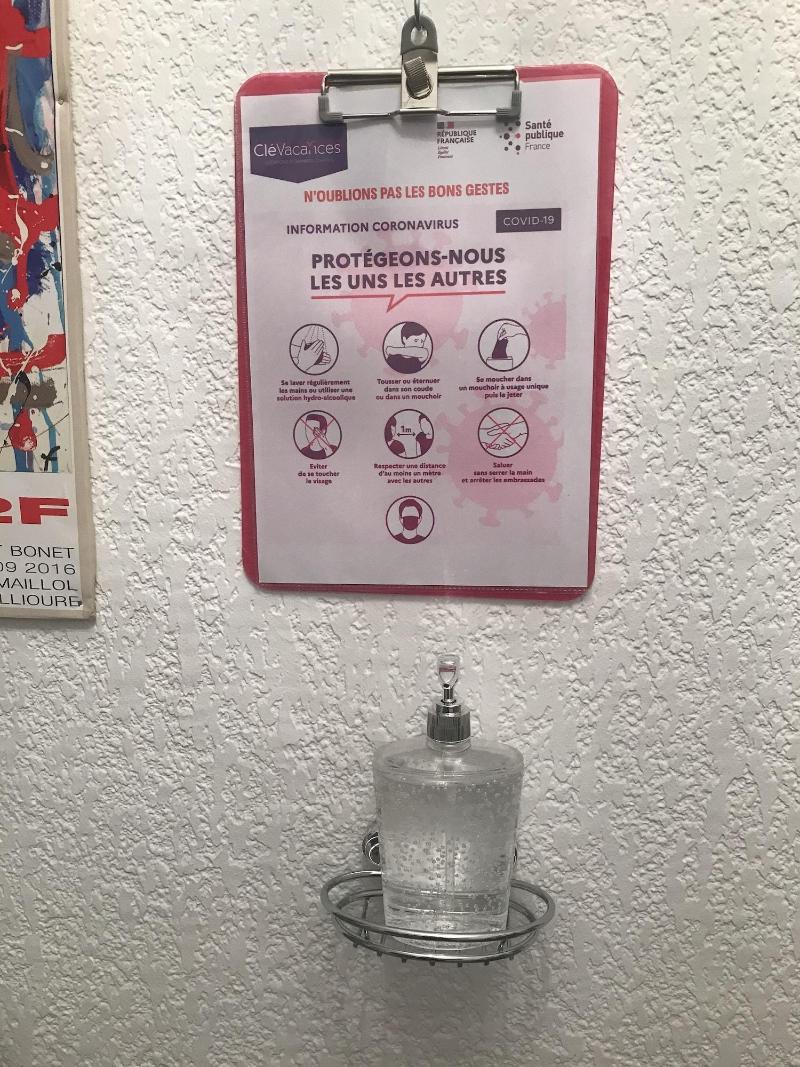 CléVacances
RÉPUBLIQUE
FRANÇAISE
Liberté
Égalité
Fraternité
Santé
publique
France
N'OUBLIONS PAS LES BONS GESTES
INFORMATION CORONAVIRUS
COVID-19
PROTÉGEONS-NOUS
LES UNS LES AUTRES
Se laver régulièrement
les mains ou utiliser une
solution hydro-alcoolique
Tousser ou éternuer
dans son coude
ou dans un mouchoir
Se moucher dans
un mouchoir à usage unique
puis le jeter
1m
Eviter
de se toucher
le visage
Respecter une distance
d'au moins un mètre
avec les autres
Saluer
sans serrer la main
et arrêter les embrassades
2F
T BONET
09 2016
MAILLOL
LLIOURE